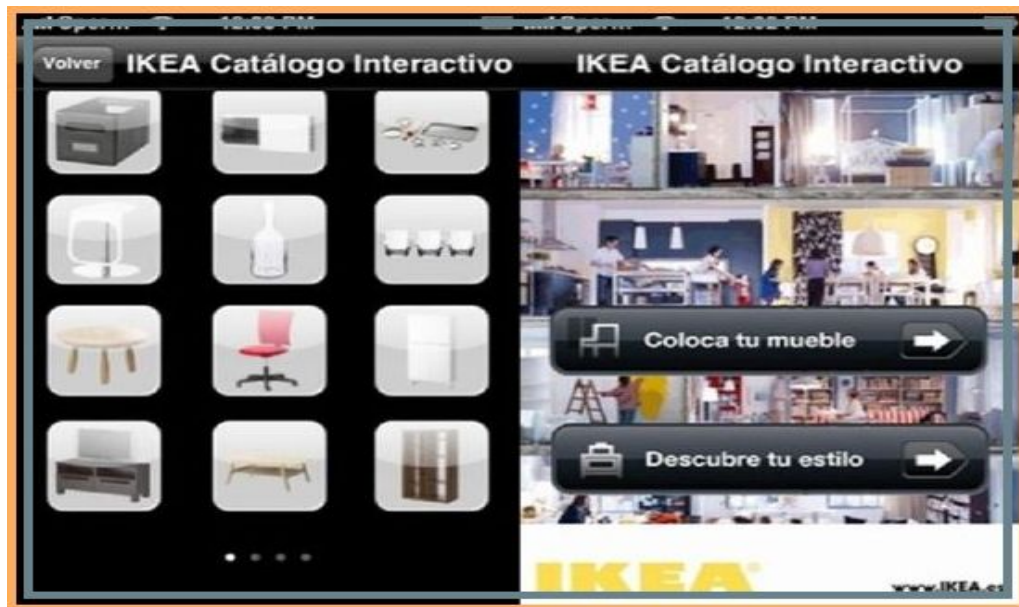 Volver
IKEA Catálogo Interactivo
IKEA Catálogo Interactivo
Coloca tu mueble
Descubre tu estilo
IKEA
www.IKEA.es